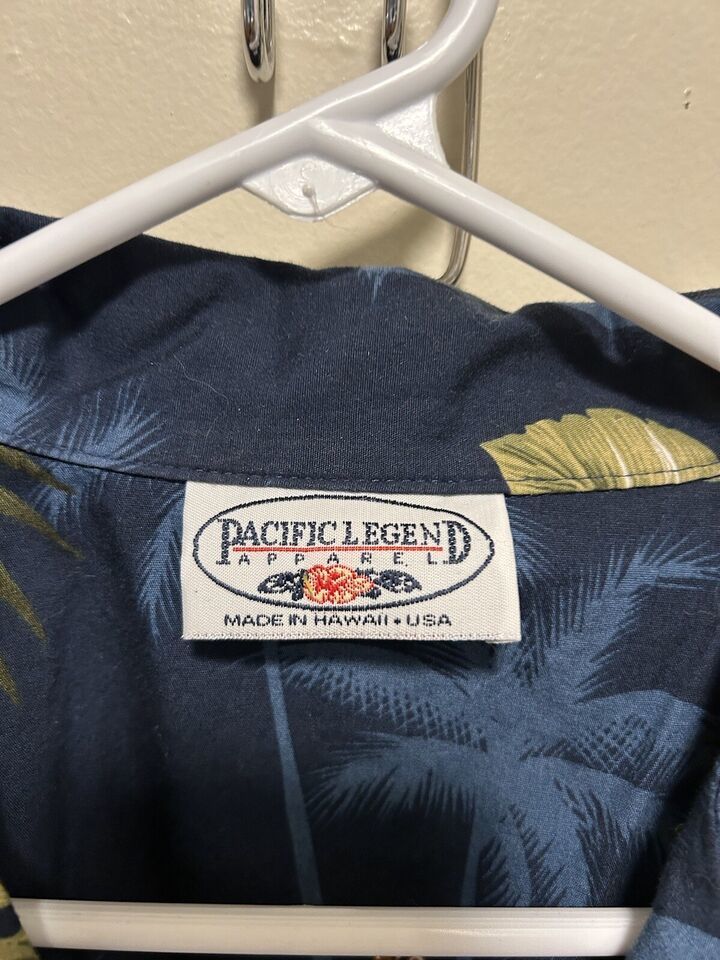 PACIFIC LEGEND
APPAREL
MADE IN HAWAII • USA